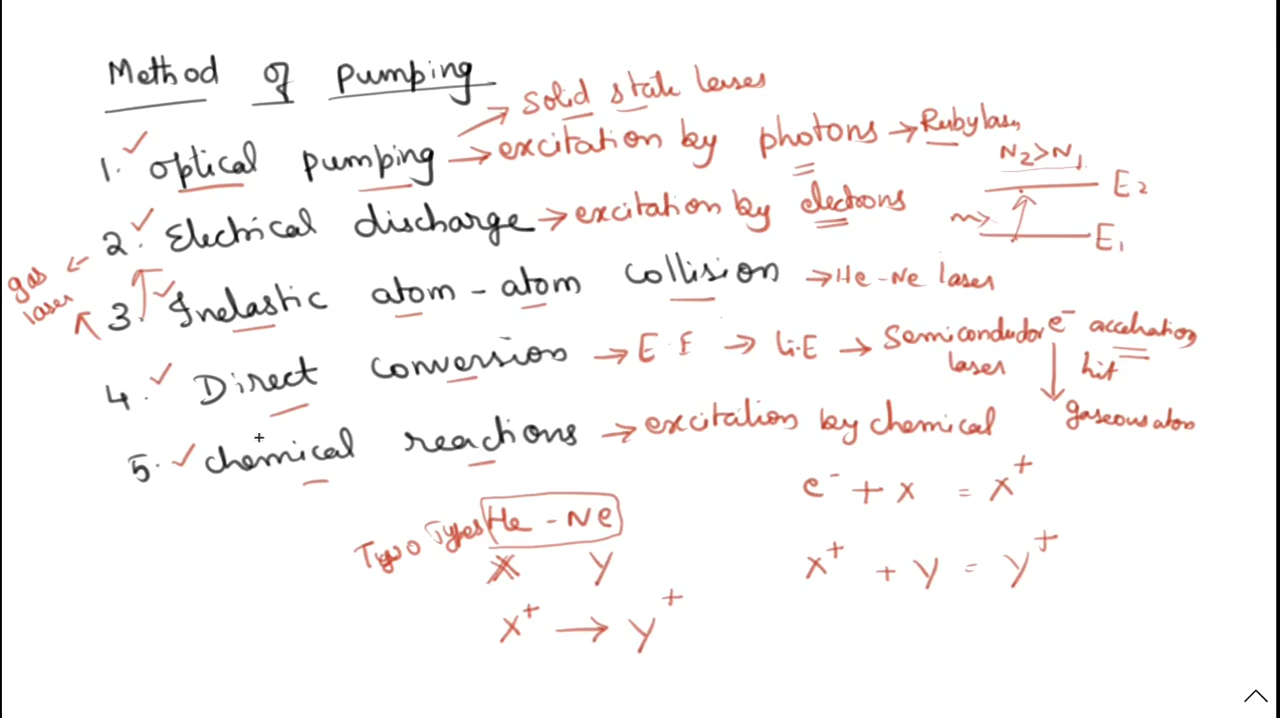 Method of Pumping
→ Solid state lasers
1. ✓ Optical pumping → excitation by photons → Ruby laser
N₂>N₁
E₂
E₁
2. ✓ Electrical discharge → excitation by electrons
gas laser
3. ✓ Inelastic atom-atom collision → He-Ne laser
4. ✓ Direct conversion → E·E → Li·E → Semiconductor laser
e⁻ accelration
hit
gaseous atom
5. ✓ chemical reactions → excitation by chemical
e⁻ + x = x⁺
x⁺ + y = y⁺
Two Types He-Ne
X y
x⁺ → y⁺